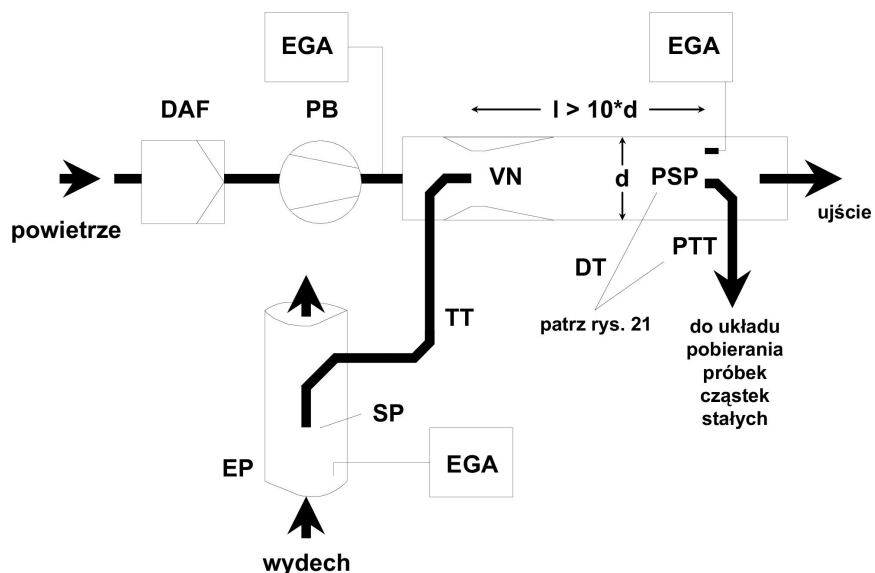 EGA
EGA
DAF
PB
l > 10*d
VN
d
PSP
powietrze
ujście
DT
PTT
TT
patrz rys. 21
do układu
pobierania
próbek
cząstek
stałych
SP
EP
EGA
wydech